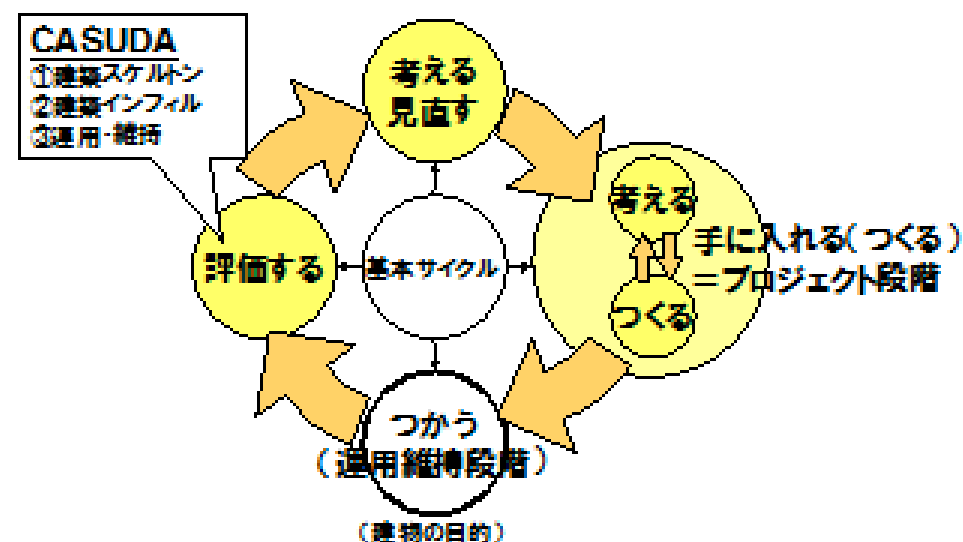 CASUDA
①建築スケルトン
②建築インフィル
③運用・維持
考える
見直す
考える
手に入れる(つくる)
=プロジェクト段階
つくる
評価する
基本サイクル
つかう
(運用維持段階)
(建物の目的)